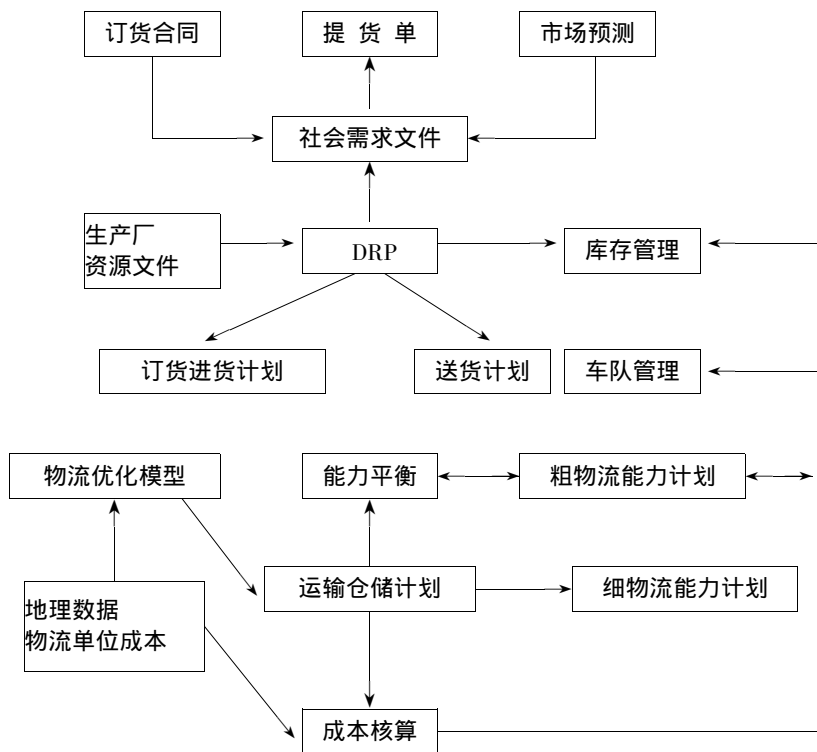 订货合同
提 货 单
市场预测
社会需求文件
生产厂
资源文件
DRP
库存管理
订货进货计划
送货计划
车队管理
物流优化模型
能力平衡
粗物流能力计划
地理数据
物流单位成本
运输仓储计划
细物流能力计划
成本核算